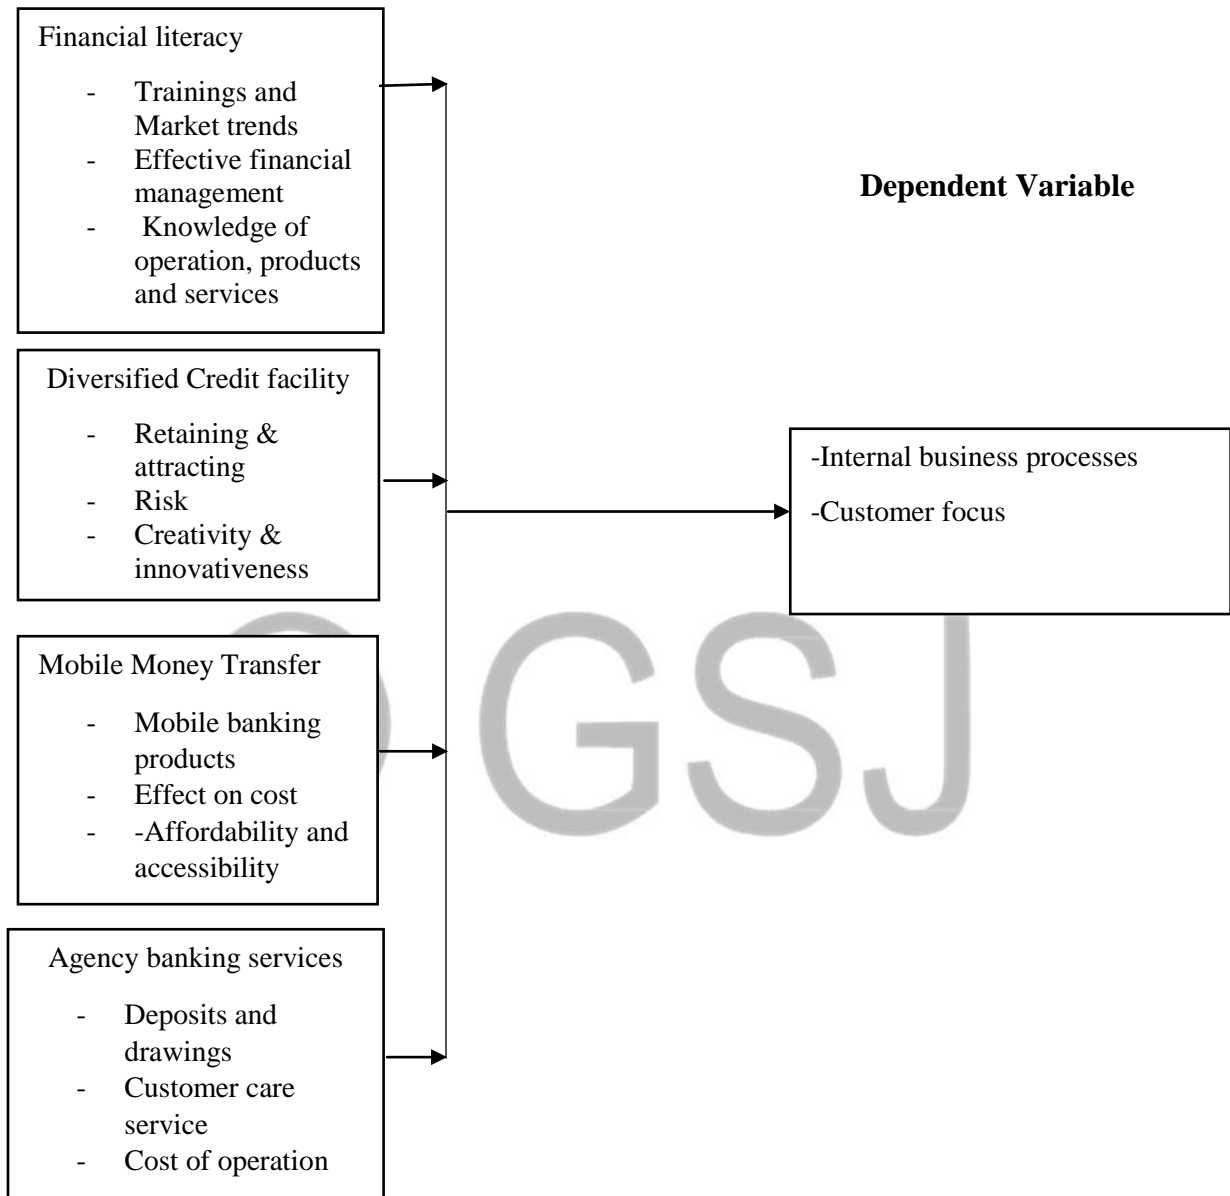 Financial literacy
- Trainings and
Market trends
- Effective financial
management
- Knowledge of
operation, products
and services
Dependent Variable
Diversified Credit facility
- Retaining &
attracting
- Risk
- Creativity &
innovativeness
-Internal business processes
-Customer focus
Mobile Money Transfer
- Mobile banking
products
- Effect on cost
- -Affordability and
accessibility
GSJ
Agency banking services
- Deposits and
drawings
- Customer care
service
- Cost of operation